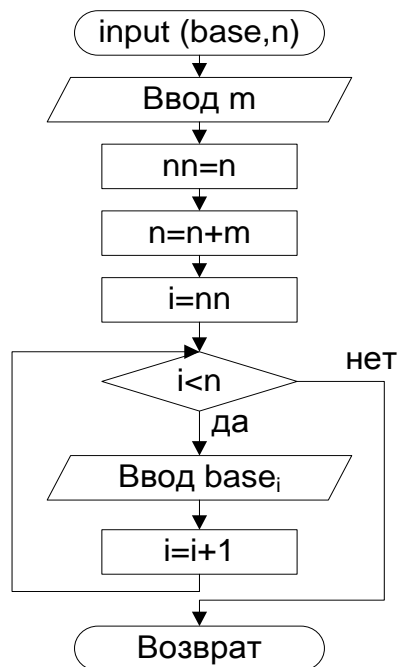 input (base,n)
Ввод m
nn=n
n=n+m
i=nn
i<n
нет
да
Ввод baseᵢ
i=i+1
Возврат